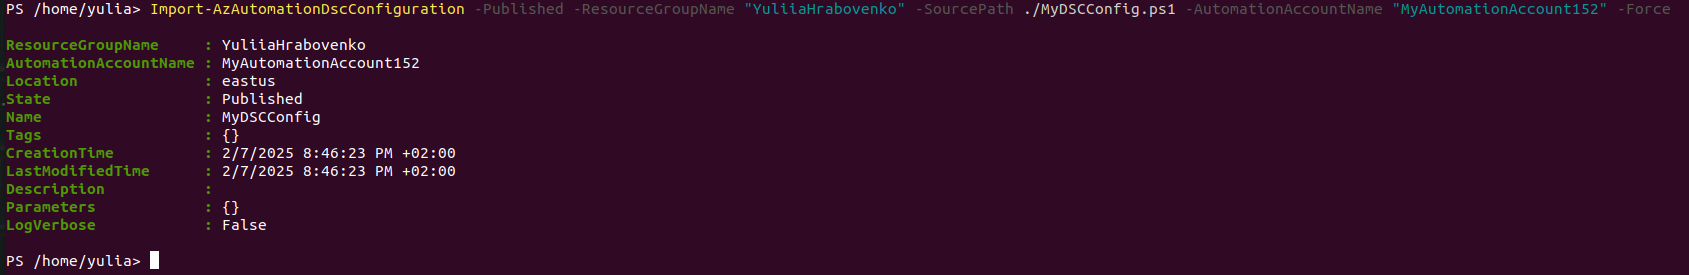 PS /home/yulia> Import-AzAutomationDscConfiguration -Published -ResourceGroupName "YuliiaHrabovenko" -SourcePath ./MyDSCConfig.ps1 -AutomationAccountName "MyAutomationAccount152" -Force
ResourceGroupName : YuliiaHrabovenko
AutomationAccountName : MyAutomationAccount152
Location : eastus
State : Published
Name : MyDSCConfig
Tags : {}
CreationTime : 2/7/2025 8:46:23 PM +02:00
LastModifiedTime : 2/7/2025 8:46:23 PM +02:00
Description :
Parameters : {}
LogVerbose : False
PS /home/yulia>